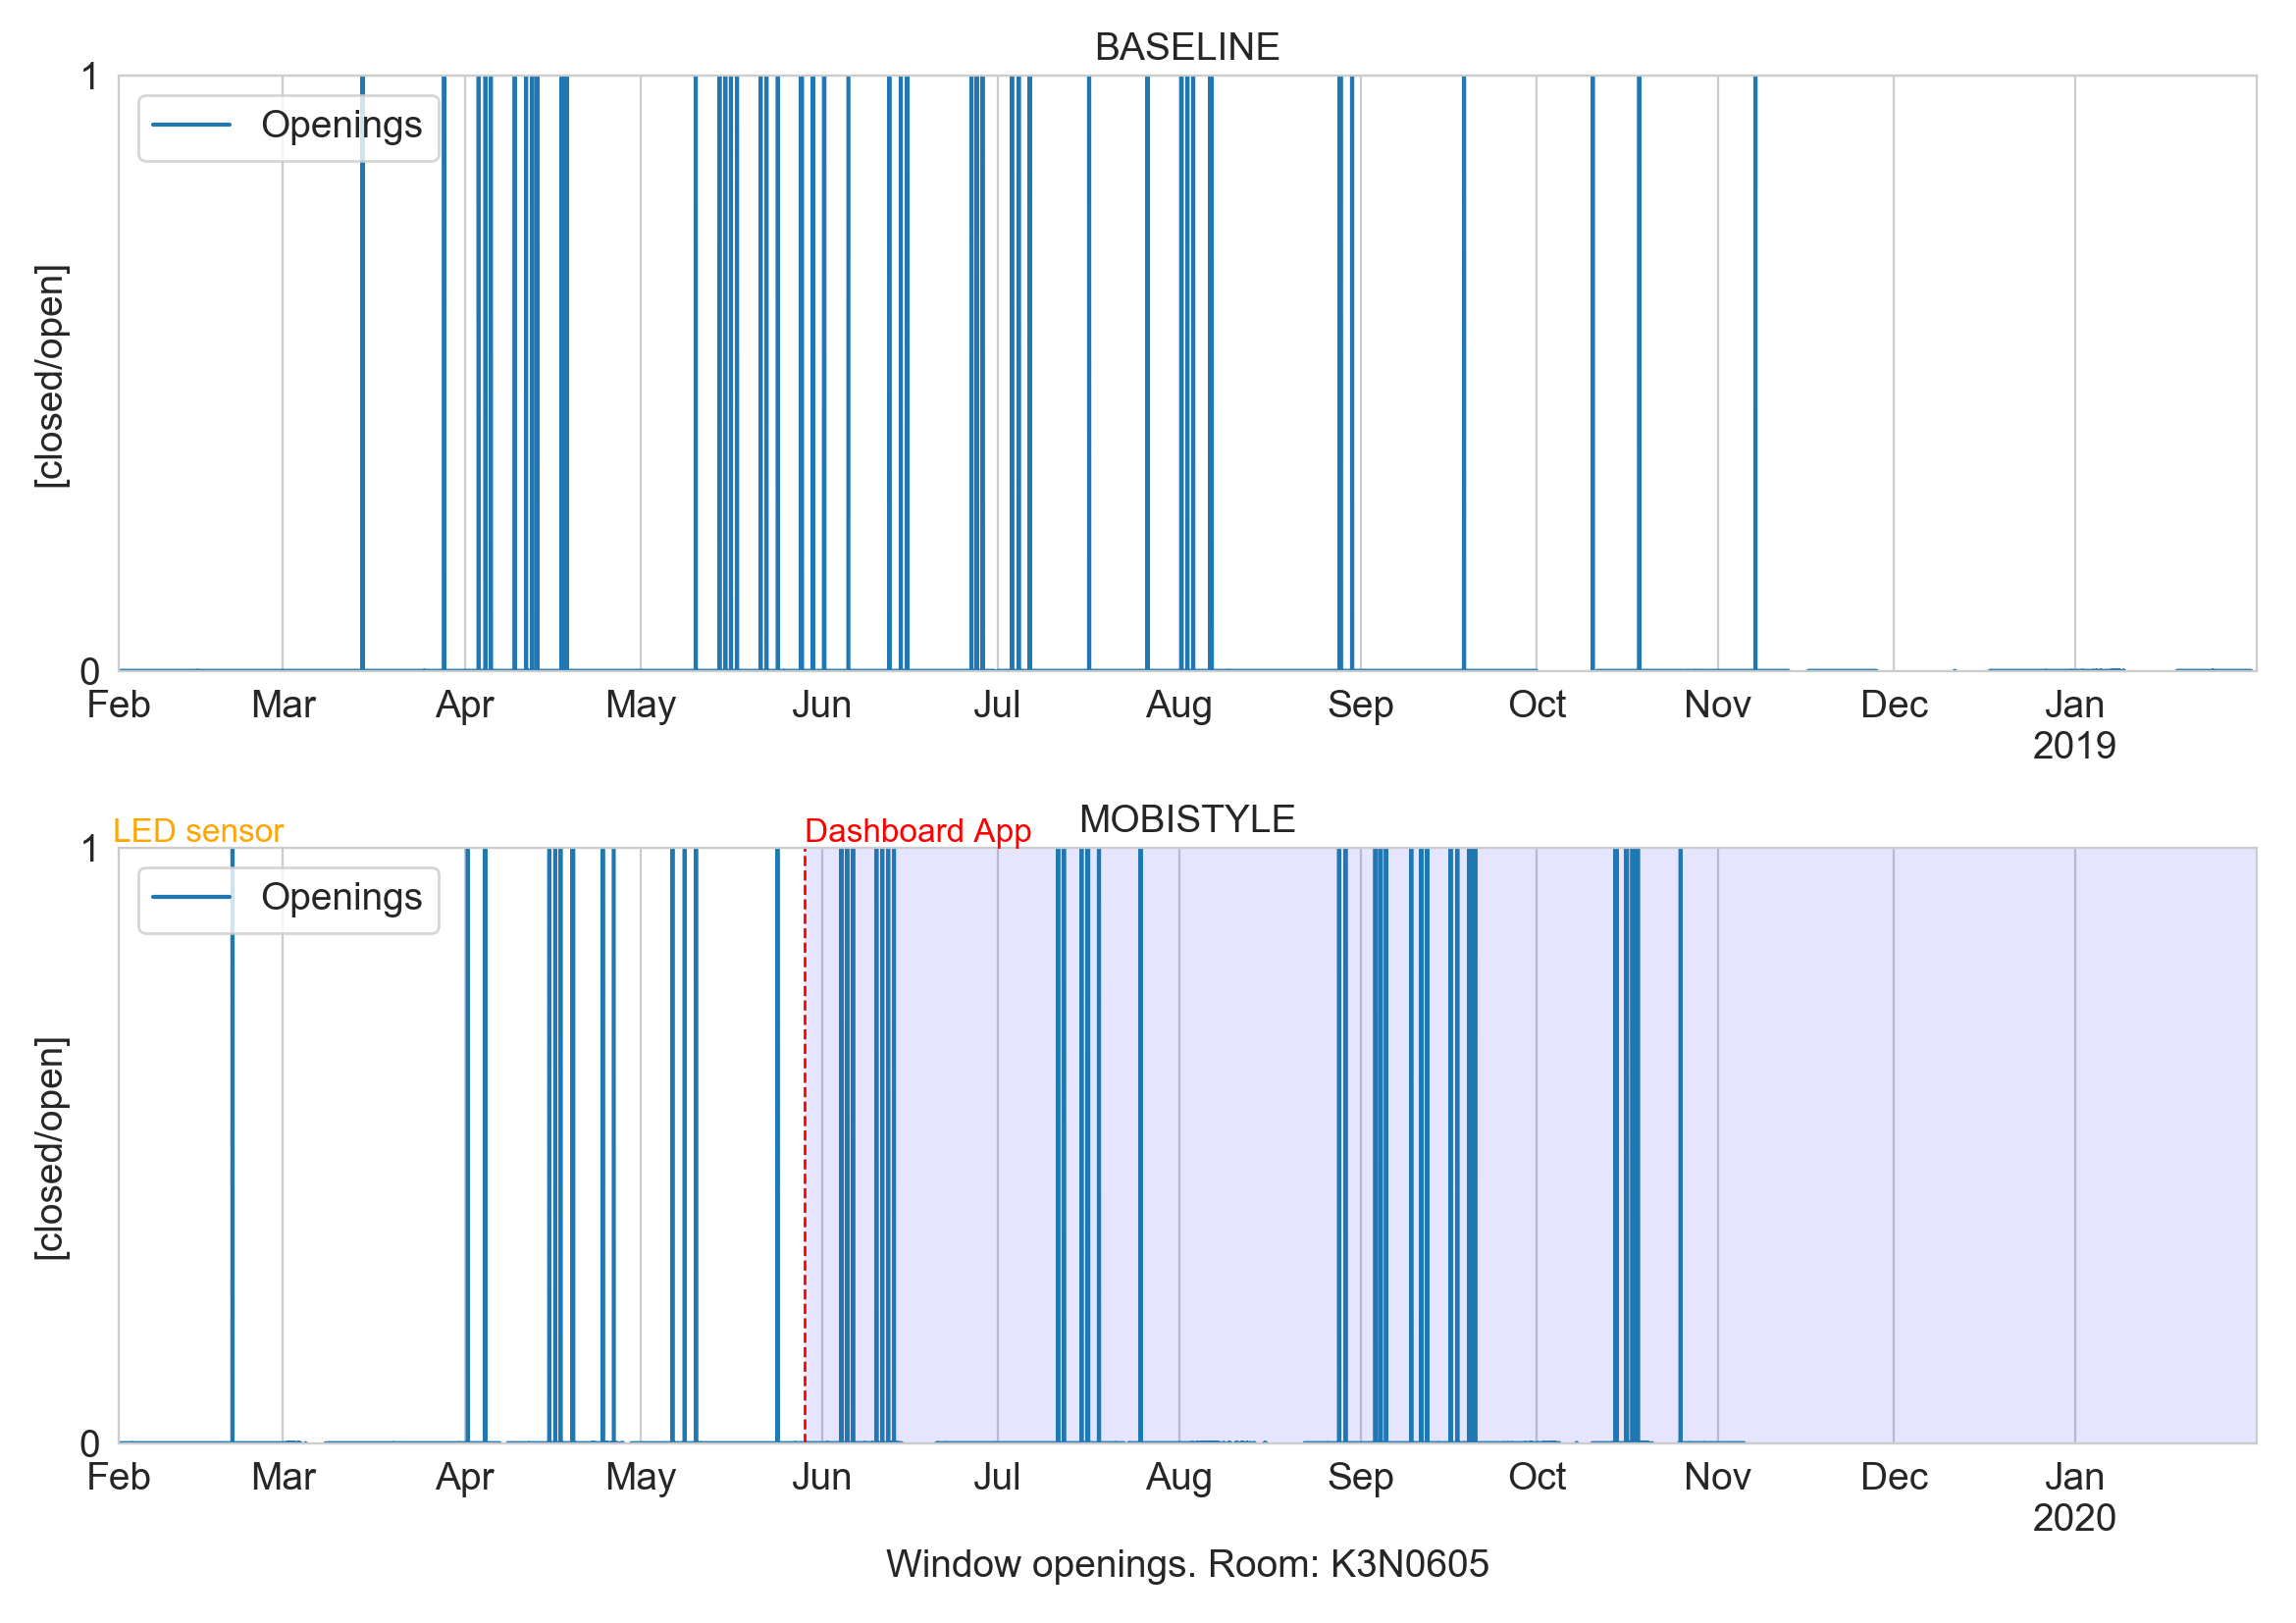 BASELINE
1
Openings
[closed/open]
0
Feb Mar Apr May Jun Jul Aug Sep Oct Nov Dec Jan
2019
LED sensor Dashboard App MOBISTYLE
1
Openings
[closed/open]
0
Feb Mar Apr May Jun Jul Aug Sep Oct Nov Dec Jan
2020
Window openings. Room: K3N0605